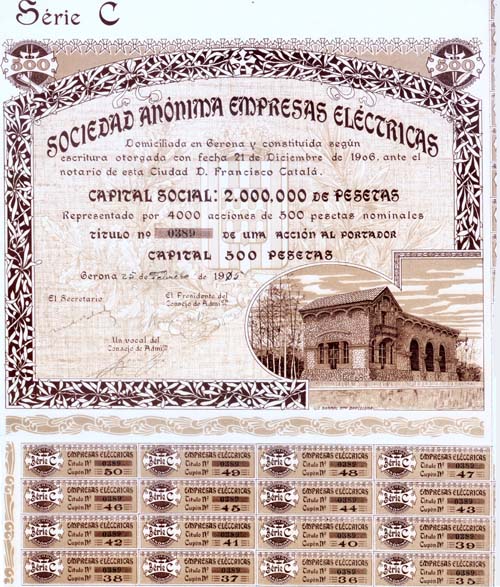 Série C
500 500
SOCIEDAD ANÓNIMA EMPRESAS ELÉCTRICAS
Domiciliada en Gerona y constituida según
escritura otorgada con fecha 21 de Diciembre de 1906, ante el
notario de esta Ciudad D. Francisco Catalá.
CAPITAL SOCIAL: 2.000.000 DE PESETAS
Representado por 4000 acciones de 500 pesetas nominales
TÍTULO Nº 0389 DE UNA ACCIÓN AL PORTADOR
CAPITAL 500 PESETAS
Gerona 25 de Febrero de 19
El Secretario
El Presidente del
Consejo de Admón
Un vocal del
Consejo de Admón
Série C EMPRESAS ELÉCTRICAS Título Nº 0389 Cupón Nº 50
Série C EMPRESAS ELÉCTRICAS Título Nº 0389 Cupón Nº 49
Série C EMPRESAS ELÉCTRICAS Título Nº 0389 Cupón Nº 48
Série C EMPRESAS ELÉCTRICAS Título Nº 0389 Cupón Nº 47
Série C EMPRESAS ELÉCTRICAS Título Nº 0389 Cupón Nº 46
Série C EMPRESAS ELÉCTRICAS Título Nº 0389 Cupón Nº 45
Série C EMPRESAS ELÉCTRICAS Título Nº 0389 Cupón Nº 44
Série C EMPRESAS ELÉCTRICAS Título Nº 0389 Cupón Nº 43
Série C EMPRESAS ELÉCTRICAS Título Nº 0389 Cupón Nº 42
Série C EMPRESAS ELÉCTRICAS Título Nº 0389 Cupón Nº 41
Série C EMPRESAS ELÉCTRICAS Título Nº 0389 Cupón Nº 40
Série C EMPRESAS ELÉCTRICAS Título Nº 0389 Cupón Nº 39
Série C EMPRESAS ELÉCTRICAS Título Nº 0389 Cupón Nº 38
Série C EMPRESAS ELÉCTRICAS Título Nº 0389 Cupón Nº 37
Série C EMPRESAS ELÉCTRICAS Título Nº 0389 Cupón Nº 36
Série C EMPRESAS ELÉCTRICAS Título Nº 0389 Cupón Nº 35